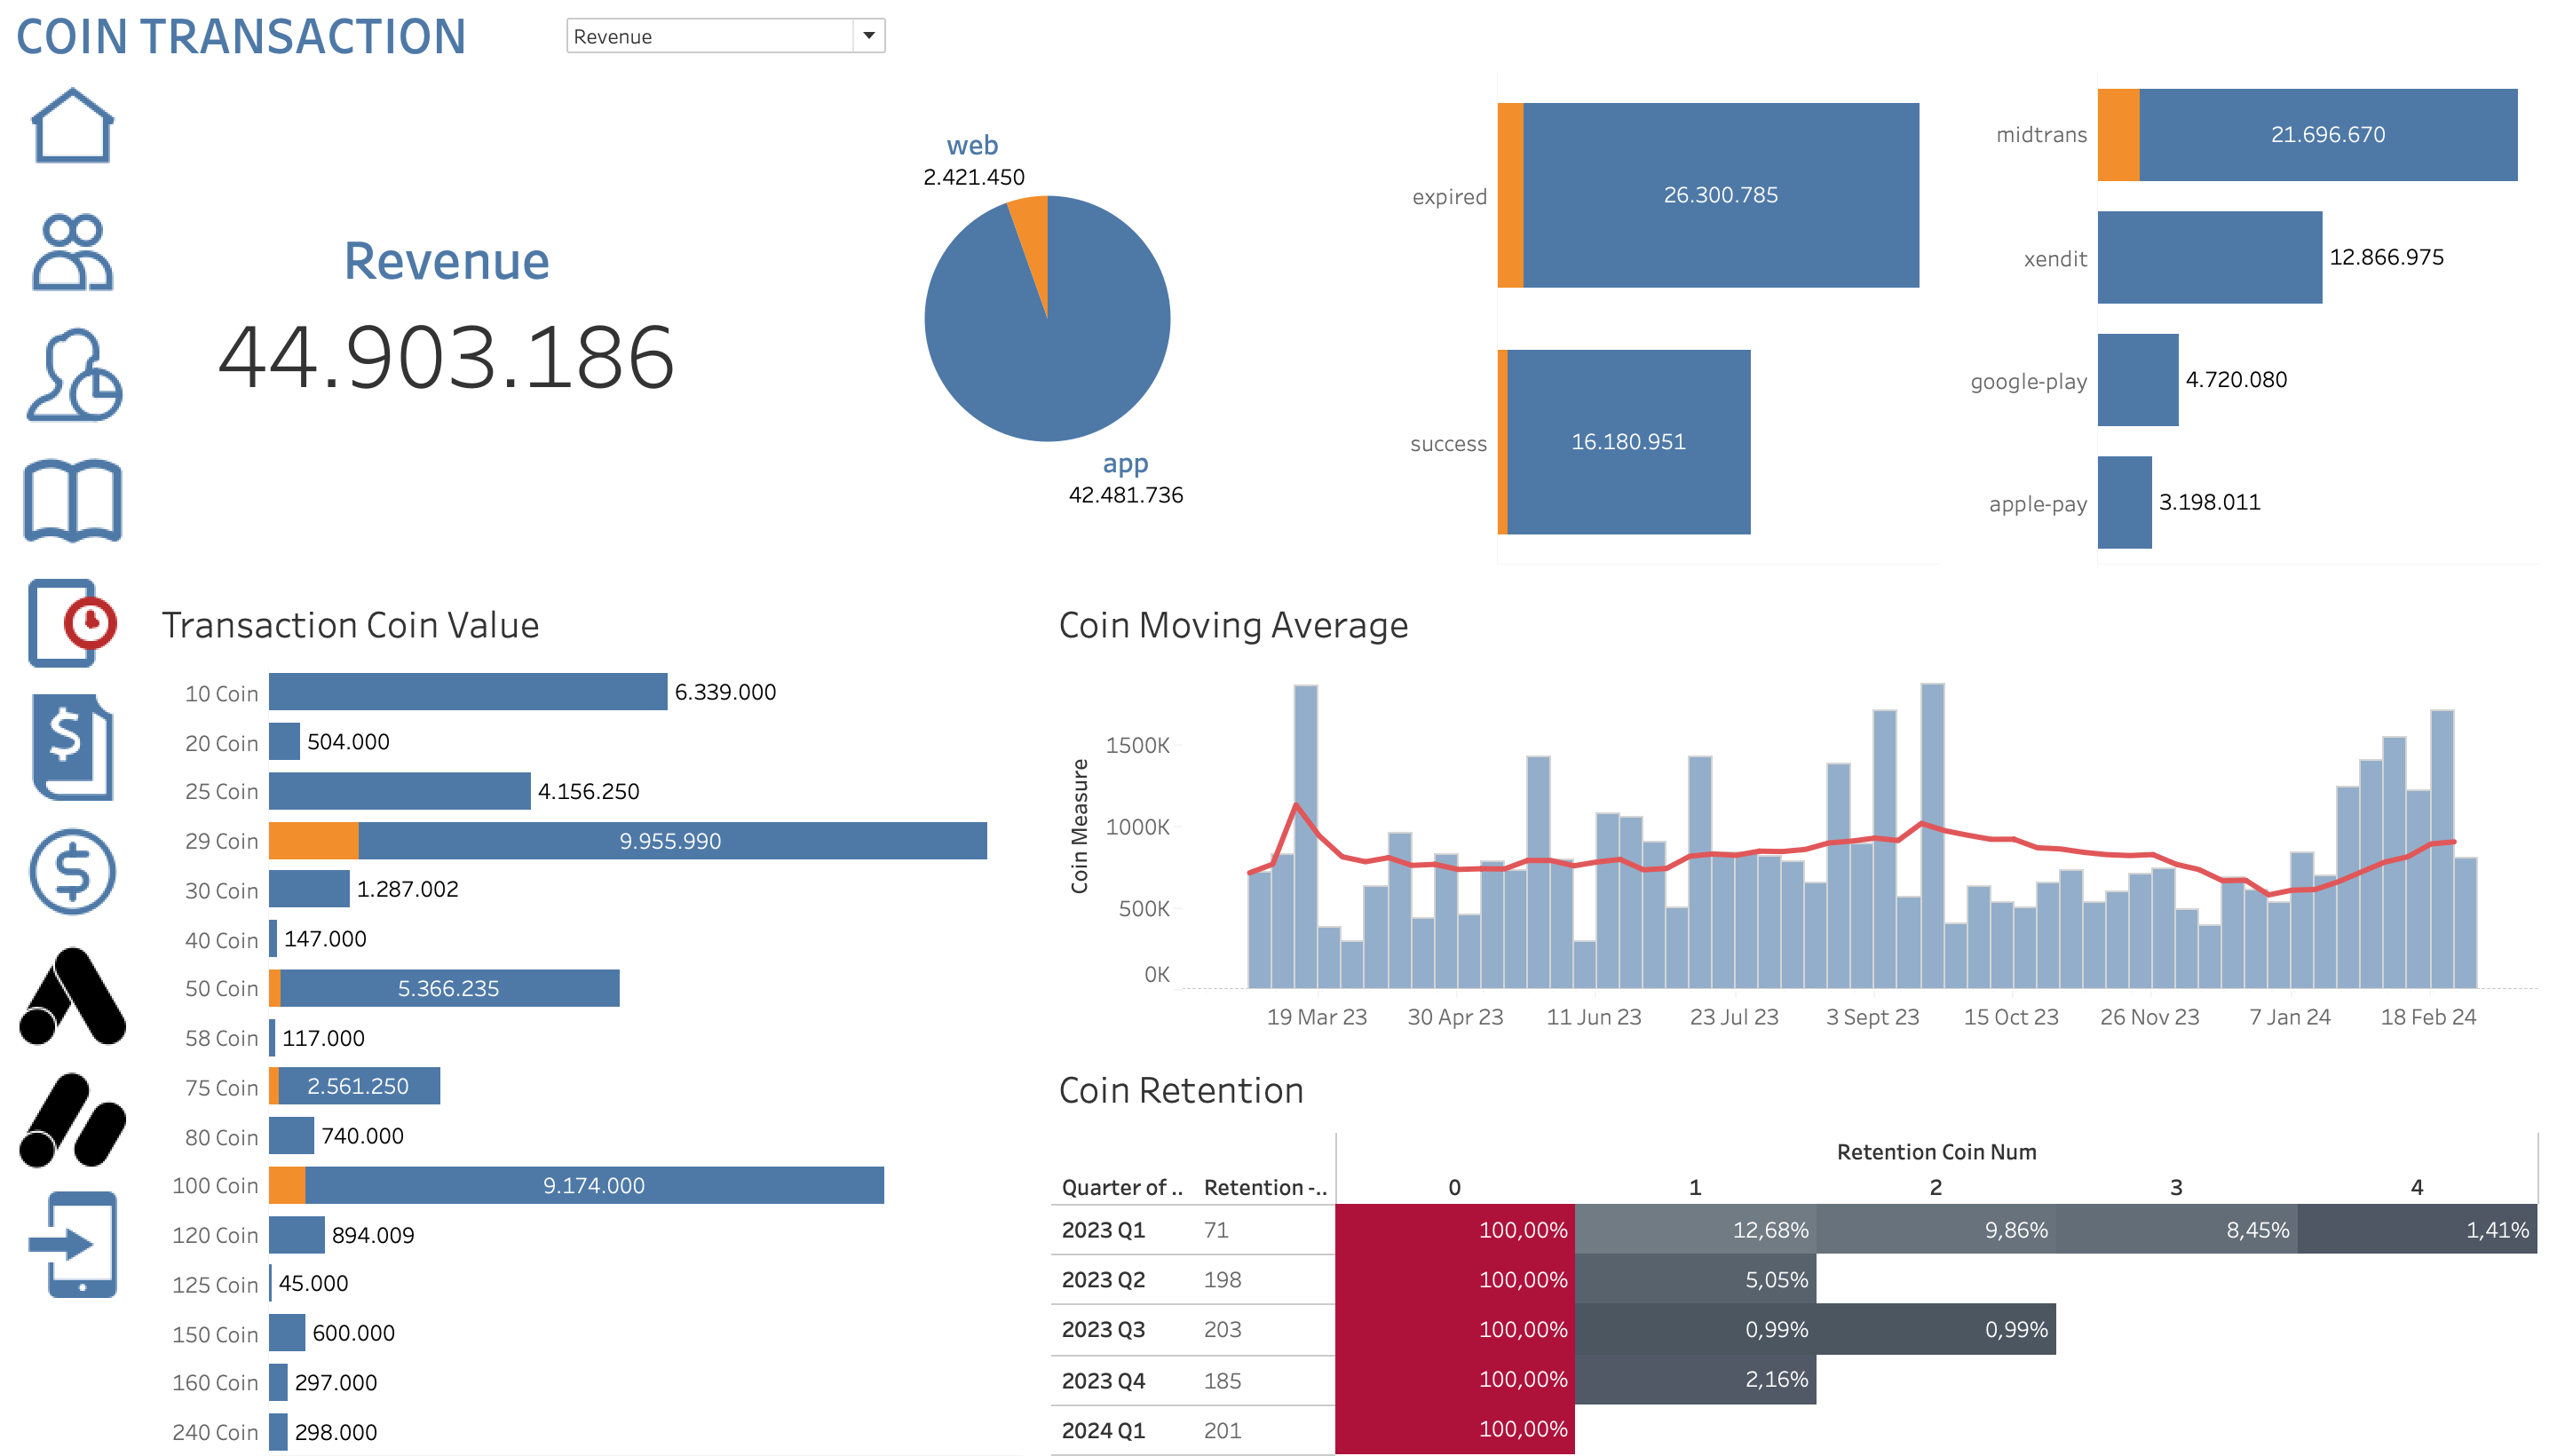 COIN TRANSACTION
Revenue
Revenue
44.903.186
web
2.421.450
app
42.481.736
expired
26.300.785
success
16.180.951
midtrans
21.696.670
xendit
12.866.975
google-play
4.720.080
apple-pay
3.198.011
Transaction Coin Value
10 Coin 6.339.000
20 Coin 504.000
25 Coin 4.156.250
29 Coin 9.955.990
30 Coin 1.287.002
40 Coin 147.000
50 Coin 5.366.235
58 Coin 117.000
75 Coin 2.561.250
80 Coin 740.000
100 Coin 9.174.000
120 Coin 894.009
125 Coin 45.000
150 Coin 600.000
160 Coin 297.000
240 Coin 298.000
Coin Moving Average
Coin Measure
1500K
1000K
500K
0K
19 Mar 23 30 Apr 23 11 Jun 23 23 Jul 23 3 Sept 23 15 Oct 23 26 Nov 23 7 Jan 24 18 Feb 24
Coin Retention
Retention Coin Num
Quarter of .. Retention -.. 0 1 2 3 4
2023 Q1 71 100,00% 12,68% 9,86% 8,45% 1,41%
2023 Q2 198 100,00% 5,05%
2023 Q3 203 100,00% 0,99% 0,99%
2023 Q4 185 100,00% 2,16%
2024 Q1 201 100,00%